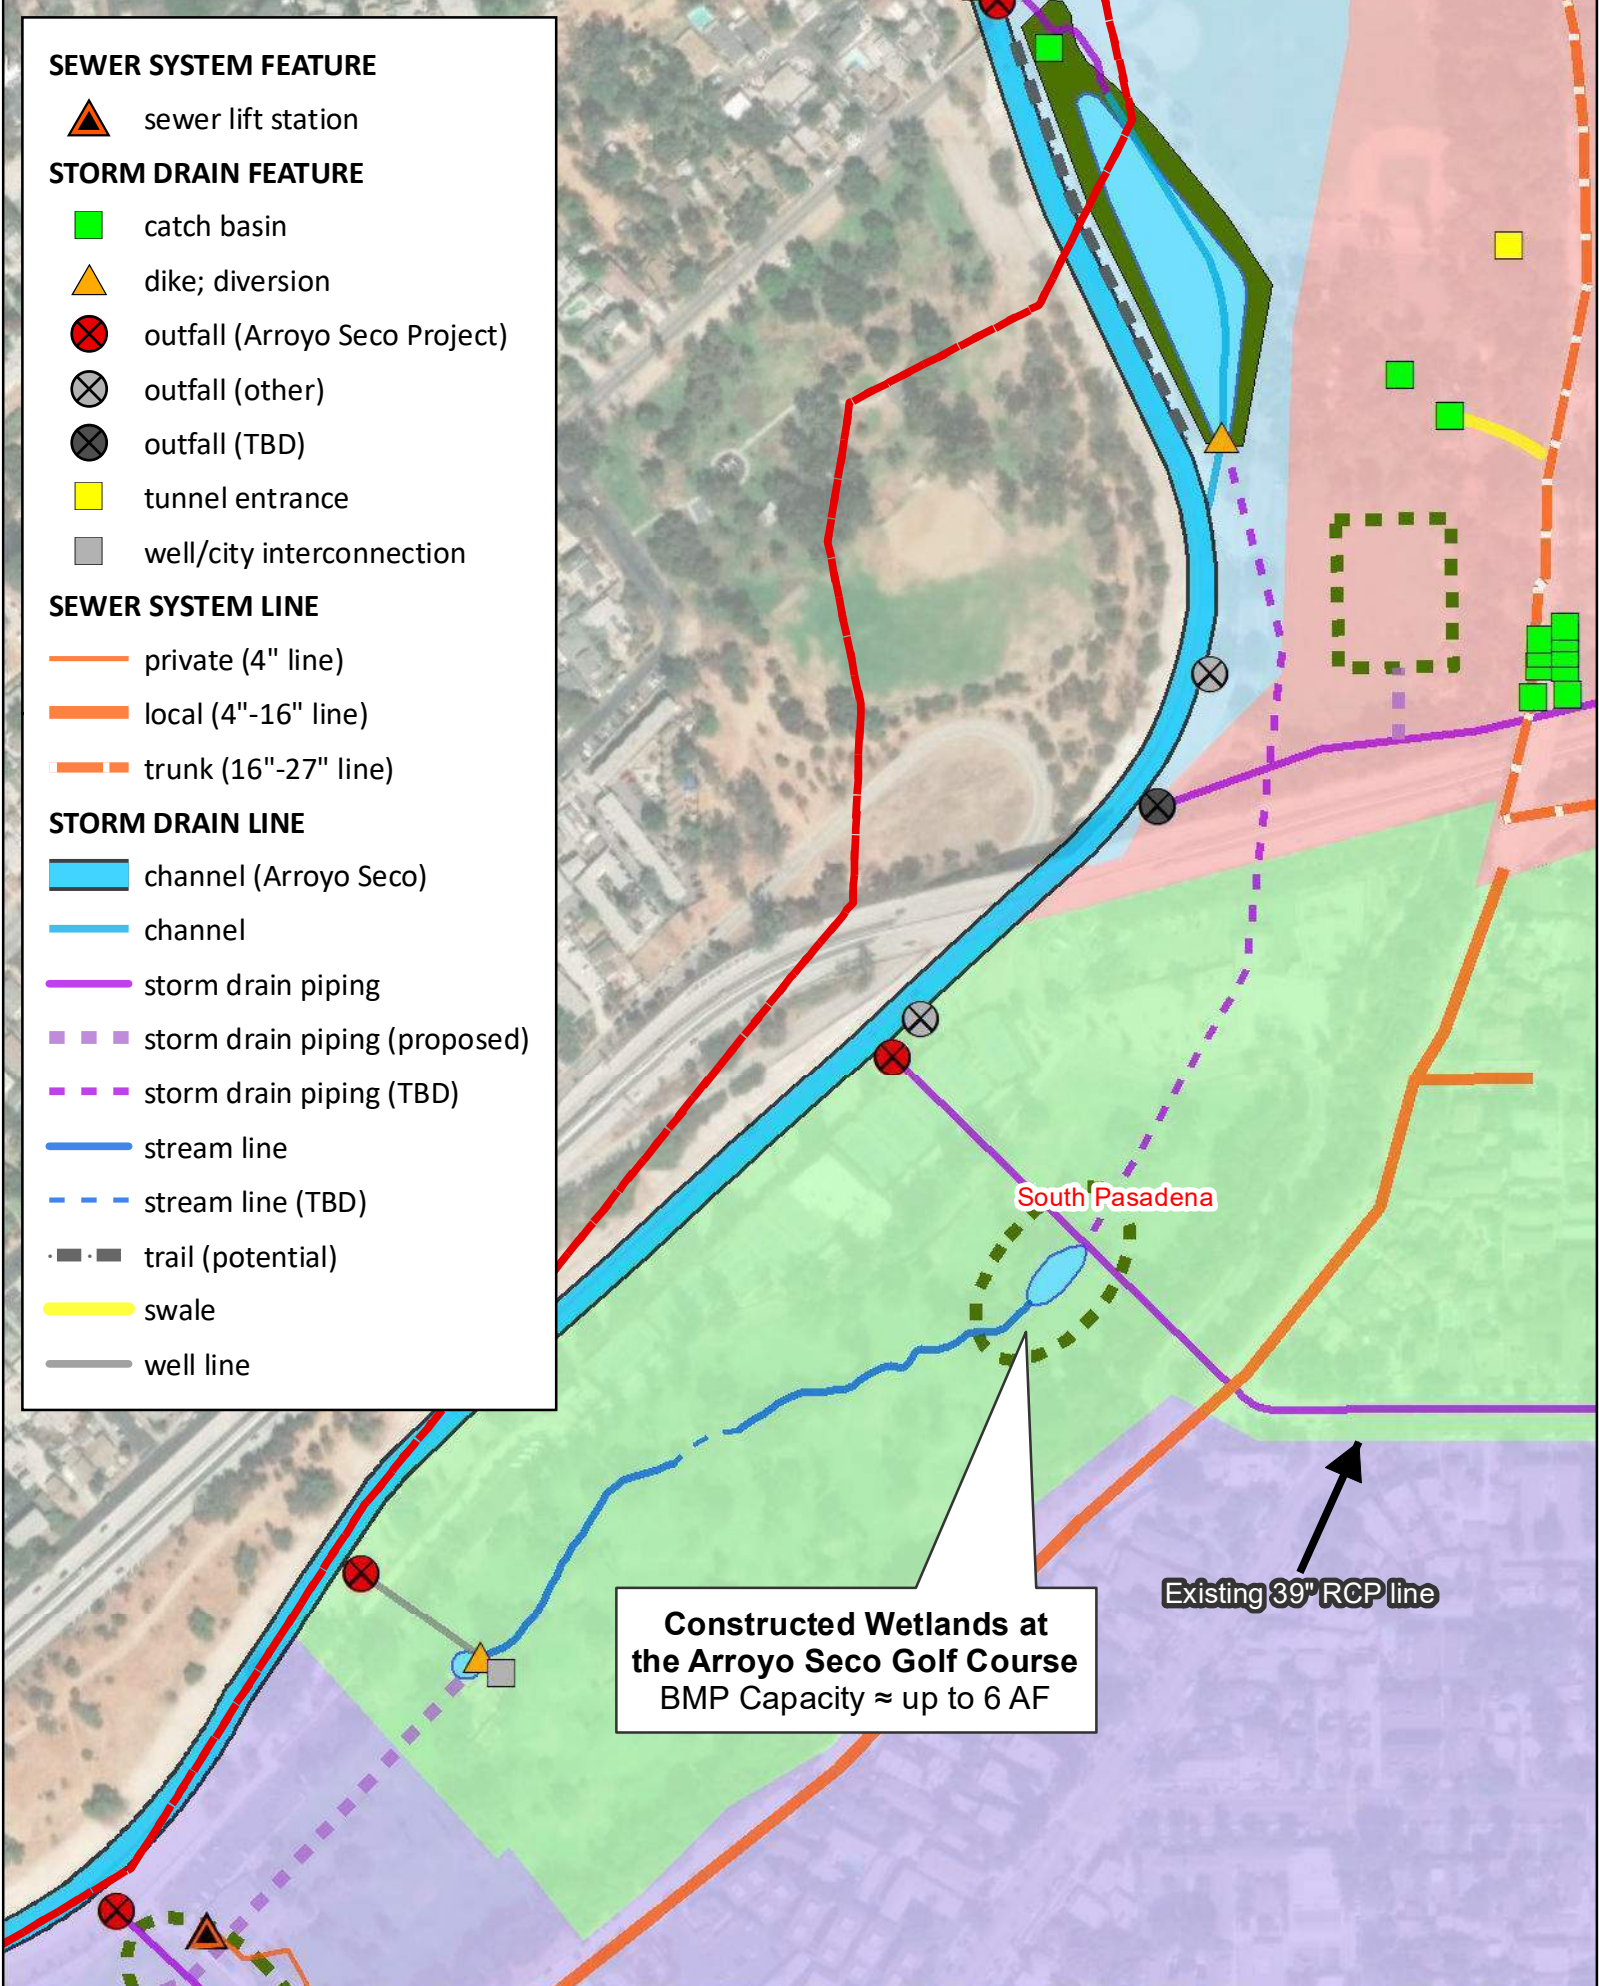 SEWER SYSTEM FEATURE
sewer lift station
STORM DRAIN FEATURE
catch basin
dike; diversion
outfall (Arroyo Seco Project)
outfall (other)
outfall (TBD)
tunnel entrance
well/city interconnection
SEWER SYSTEM LINE
private (4" line)
local (4"-16" line)
trunk (16"-27" line)
STORM DRAIN LINE
channel (Arroyo Seco)
channel
storm drain piping
storm drain piping (proposed)
storm drain piping (TBD)
stream line
stream line (TBD)
trail (potential)
swale
well line
South Pasadena
Existing 39" RCP line
Constructed Wetlands at
the Arroyo Seco Golf Course
BMP Capacity ≈ up to 6 AF